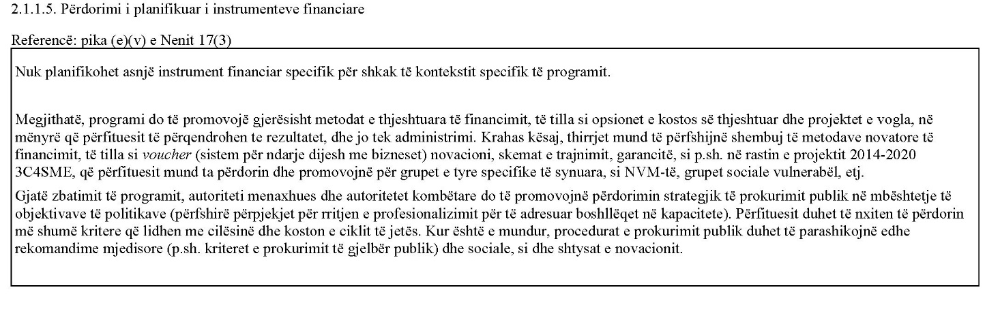 2.1.1.5. Përdorimi i planifikuar i instrumenteve financiare
Referencë: pika (e)(v) e Nenit 17(3)
Nuk planifikohet asnjë instrument financiar specifik për shkak të kontekstit specifik të programit.
Megjithatë, programi do të promovojë gjerësisht metodat e thjeshtuara të financimit, të tilla si opsionet e kostos së thjeshtuar dhe projektet e vogla, në
mënyrë që përfituesit të përqendrohen te rezultatet, dhe jo tek administrimi. Krahas kësaj, thirrjet mund të përfshijnë shembuj të metodave novatore të
financimit, të tilla si voucher (sistem për ndarje dijesh me bizneset) novacioni, skemat e trajnimit, garancitë, si p.sh. në rastin e projektit 2014-2020
3C4SME, që përfituesit mund ta përdorin dhe promovojnë për grupet e tyre specifike të synuara, si NVM-të, grupet sociale vulnerabël, etj.
Gjatë zbatimit të programit, autoriteti menaxhues dhe autoritetet kombëtare do të promovojnë përdorimin strategjik të prokurimit publik në mbështetje të
objektivave të politikave (përfshirë përpjekjet për rritjen e profesionalizimit për të adresuar boshllëqet në kapacitete). Përfituesit duhet të nxiten të përdorin
më shumë kritere që lidhen me cilësinë dhe koston e ciklit të jetës. Kur është e mundur, procedurat e prokurimit publik duhet të parashikojnë edhe
rekomandime mjedisore (p.sh. kriteret e prokurimit të gjelbër publik) dhe sociale, si dhe shtysat e novacionit.